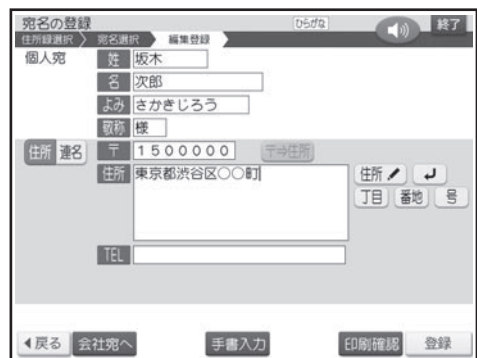 宛名の登録 ひらがな 終了
住所録選択 〉 宛名選択 〉 編集登録
個人宛 姓 坂木
名 次郎
よみ さかきじろう
敬称 様
住所 連名 〒 1500000 〒⇒住所
住所 東京都渋谷区○○町 住所
丁目 番地 号
TEL
戻る 会社宛へ 手書入力 印刷確認 登録